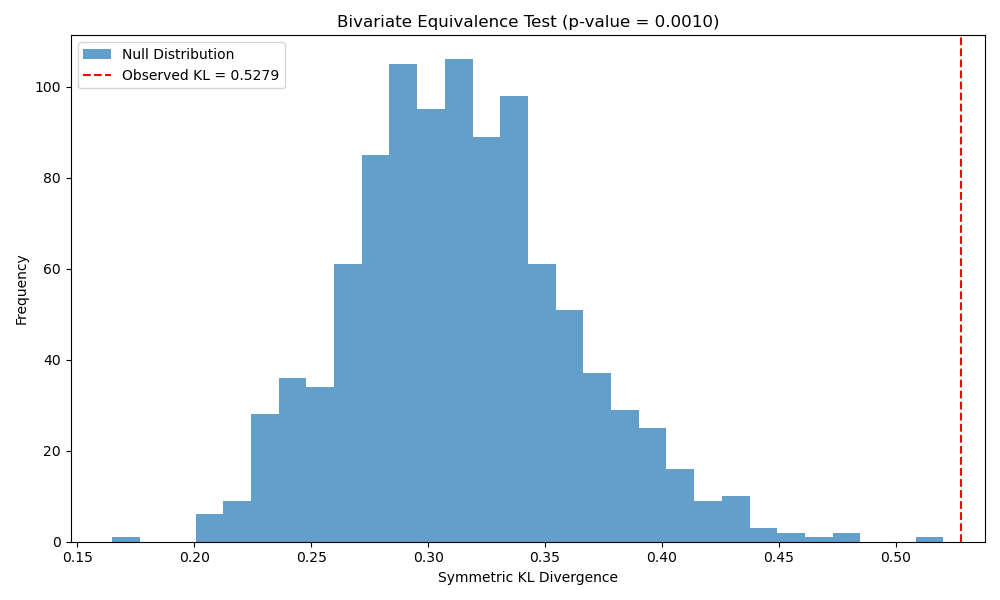 Bivariate Equivalence Test (p-value = 0.0010)
Null Distribution
Observed KL = 0.5279
Frequency
100
80
60
40
20
0
0.15 0.20 0.25 0.30 0.35 0.40 0.45 0.50
Symmetric KL Divergence